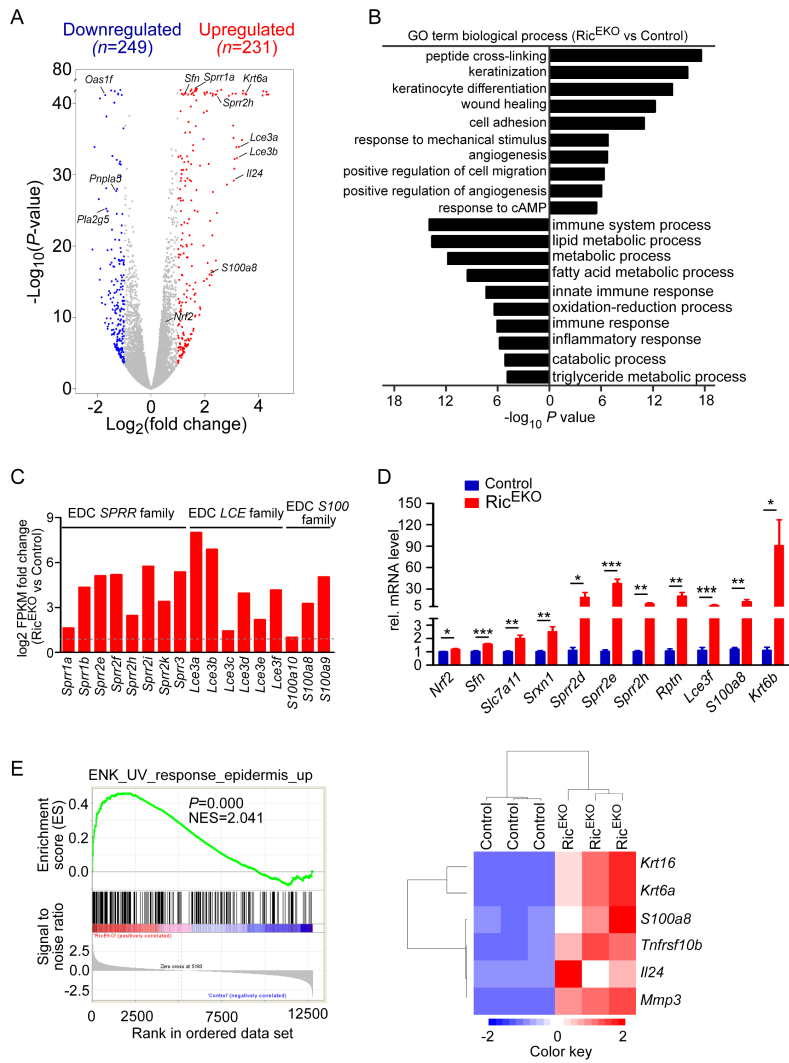 A
Downregulated
(n=249)
Upregulated
(n=231)
80
40
30
20
10
0
-Log10(P-value)
Oas1f
Sfn
Sprr1a
Krt6a
Sprr2h
Lce3a
Lce3b
Il24
Pnpla5
Pla2g5
S100a8
Nrf2
-2 0 2 4
Log2(fold change)
B
GO term biological process (RicEKO vs Control)
peptide cross-linking
keratinization
keratinocyte differentiation
wound healing
cell adhesion
response to mechanical stimulus
angiogenesis
positive regulation of cell migration
positive regulation of angiogenesis
response to cAMP
immune system process
lipid metabolic process
metabolic process
fatty acid metabolic process
innate immune response
oxidation-reduction process
immune response
inflammatory response
catabolic process
triglyceride metabolic process
18 12 6 0 6 12 18
-log10 P value
C
EDC SPRR family
EDC LCE family
EDC S100
family
log2 FPKM fold change
(RicEKO vs Control)
9
6
3
0
Sprr1a
Sprr1b
Sprr2e
Sprr2f
Sprr2h
Sprr2i
Sprr2k
Sprr3
Lce3a
Lce3b
Lce3c
Lce3d
Lce3e
Lce3f
S100a10
S100a8
S100a9
D
Control
RicEKO
rel. mRNA level
150
120
90
60
30
5
4
3
2
1
0
* *** ** ** * *** ** ** *** ** *
Nrf2
Sfn
Slc7a11
Srxn1
Sprr2d
Sprr2e
Sprr2h
Rptn
Lce3f
S100a8
Krt6b
E
ENK_UV_response_epidermis_up
P=0.000
NES=2.041
Enrichment
score (ES)
0.4
0.2
0.0
'RicEKO' (positively correlated)
Signal to
noise ratio
2.5
0.0
-2.5
Zero cross at 5183
'Control' (negatively correlated)
0 2500 7500 12500
Rank in ordered data set
Control
Control
Control
RicEKO
RicEKO
RicEKO
Krt16
Krt6a
S100a8
Tnfrsf10b
Il24
Mmp3
-2 0 2
Color key